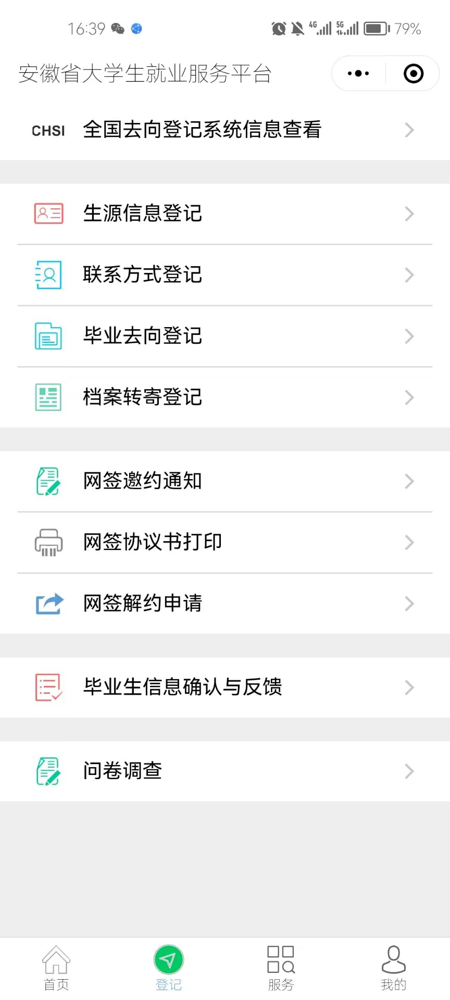 16:39
4G
5G
79%
安徽省大学生就业服务平台
CHSI 全国去向登记系统信息查看
生源信息登记
联系方式登记
毕业去向登记
档案转寄登记
网签邀约通知
网签协议书打印
网签解约申请
毕业生信息确认与反馈
问卷调查
首页
登记
服务
我的